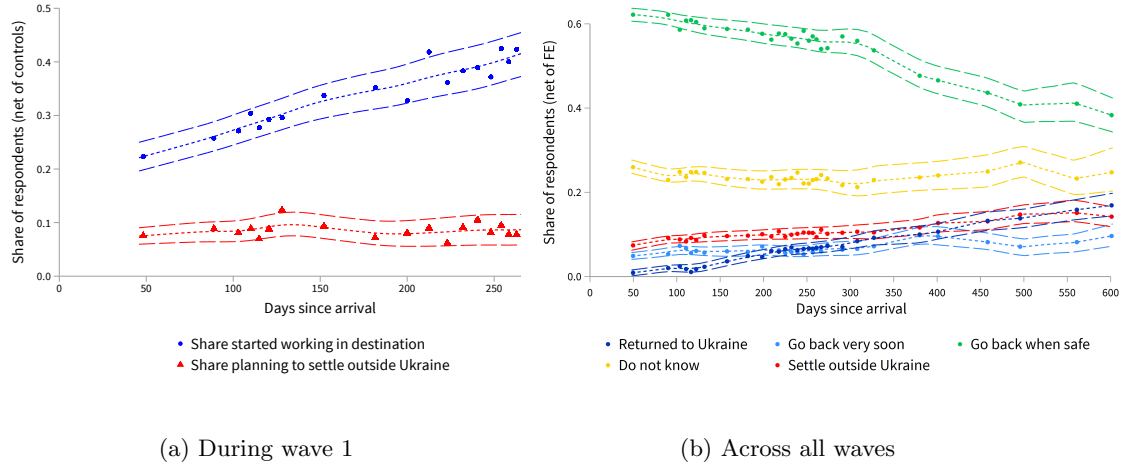 Share of respondents (net of controls)
0.5
0.4
0.3
0.2
0.1
0.0
0
50
100
150
200
250
Days since arrival
Share started working in destination
Share planning to settle outside Ukraine
(a) During wave 1
Share of respondents (net of FE)
0.6
0.4
0.2
0.0
0
50
100
150
200
250
300
350
400
450
500
550
600
Days since arrival
Returned to Ukraine
Go back very soon
Go back when safe
Do not know
Settle outside Ukraine
(b) Across all waves